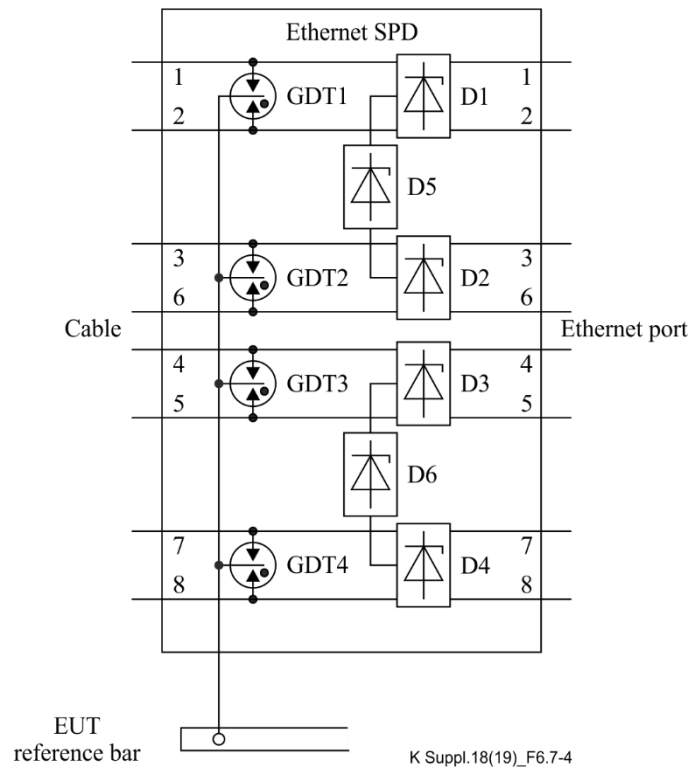 Ethernet SPD
1 GDT1 D1 1
2 2
D5
3 GDT2 D2 3
6 6
Cable Ethernet port
4 GDT3 D3 4
5 5
D6
7 GDT4 D4 7
8 8
EUT
reference bar
K Suppl.18(19)_F6.7-4